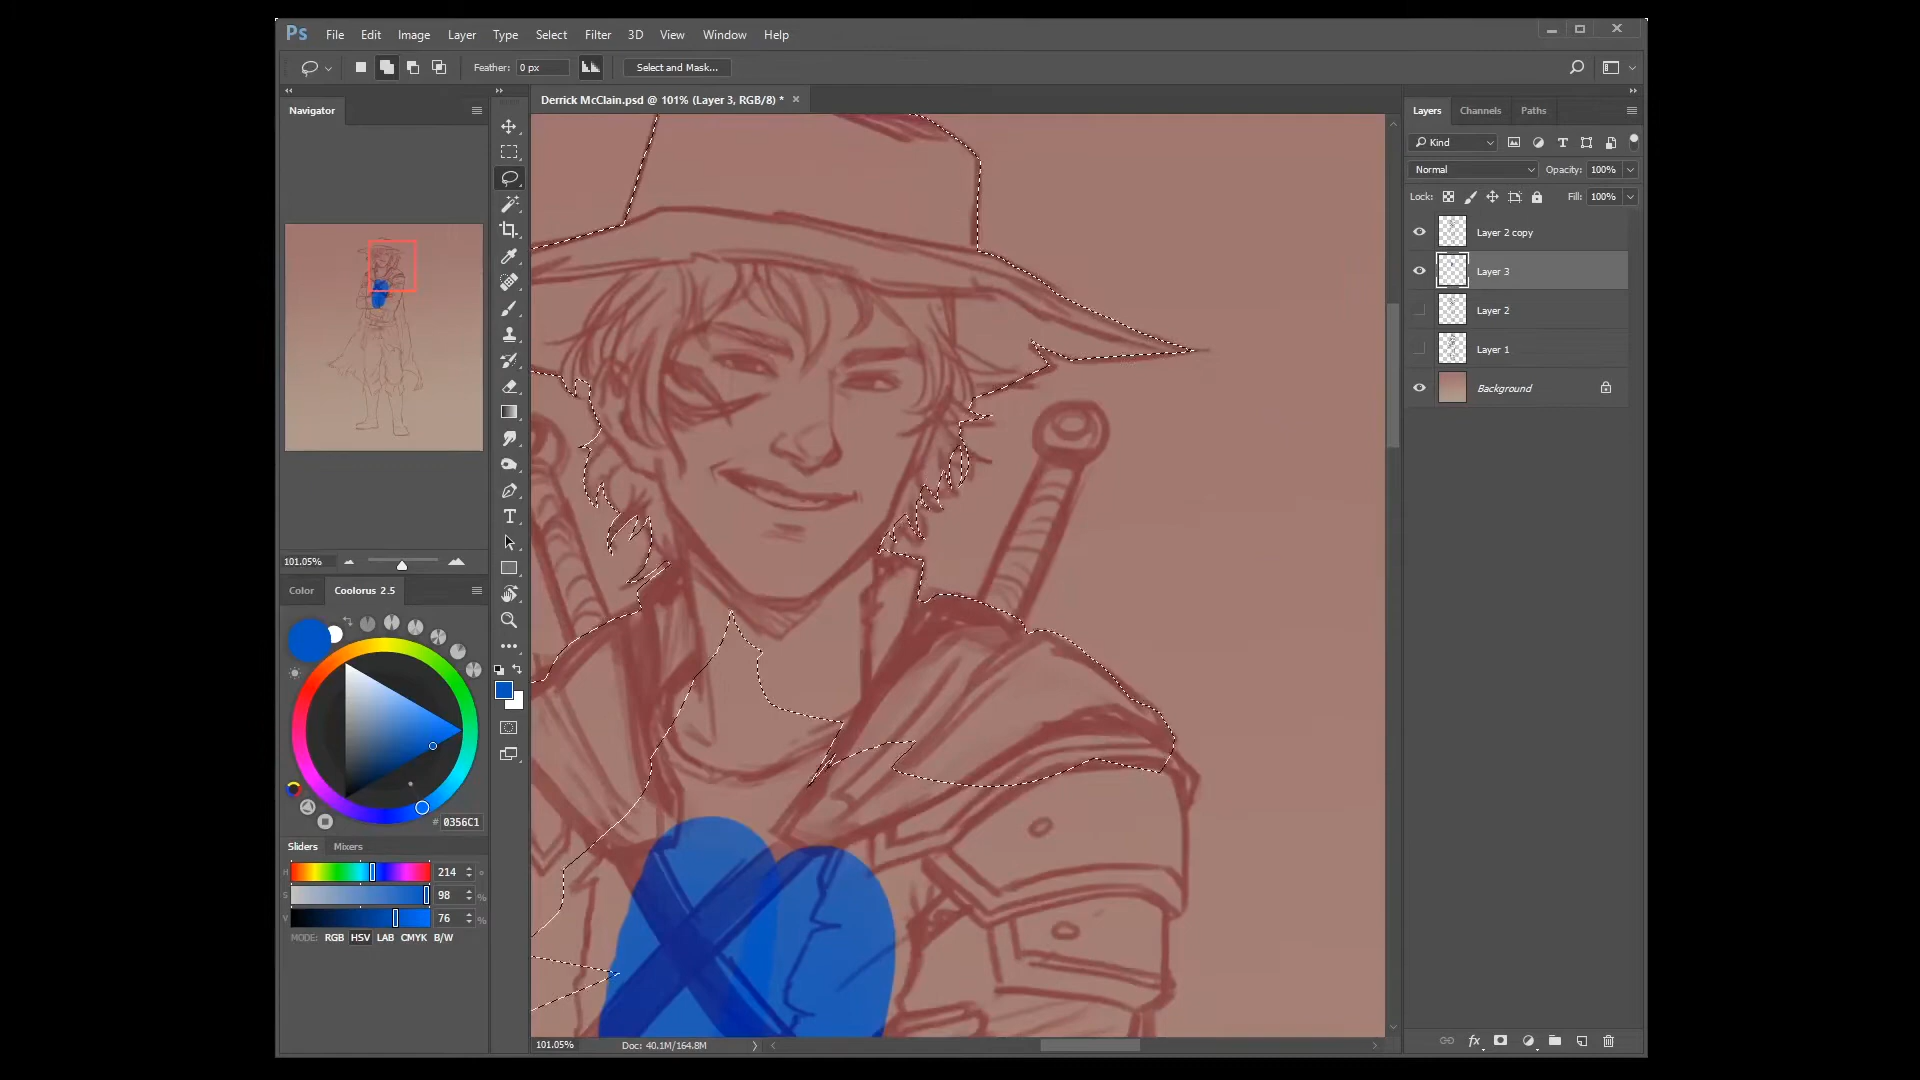 Ps File Edit Image Layer Type Select Filter 3D View Window Help
Feather: 0 px Select and Mask...
Navigator
Derrick McClain.psd @ 101% (Layer 3, RGB/8) * ×
Layers Channels Paths
Kind
Normal Opacity: 100%
Lock: Fill: 100%
Layer 2 copy
Layer 3
Layer 2
Layer 1
Background
101.05%
Color Coolorus 2.5
# 0356C1
Sliders Mixers
H 214 °
S 98 %
V 76 %
MODE: RGB HSV LAB CMYK B/W
101.05% Doc: 40.1M/164.8M
fx